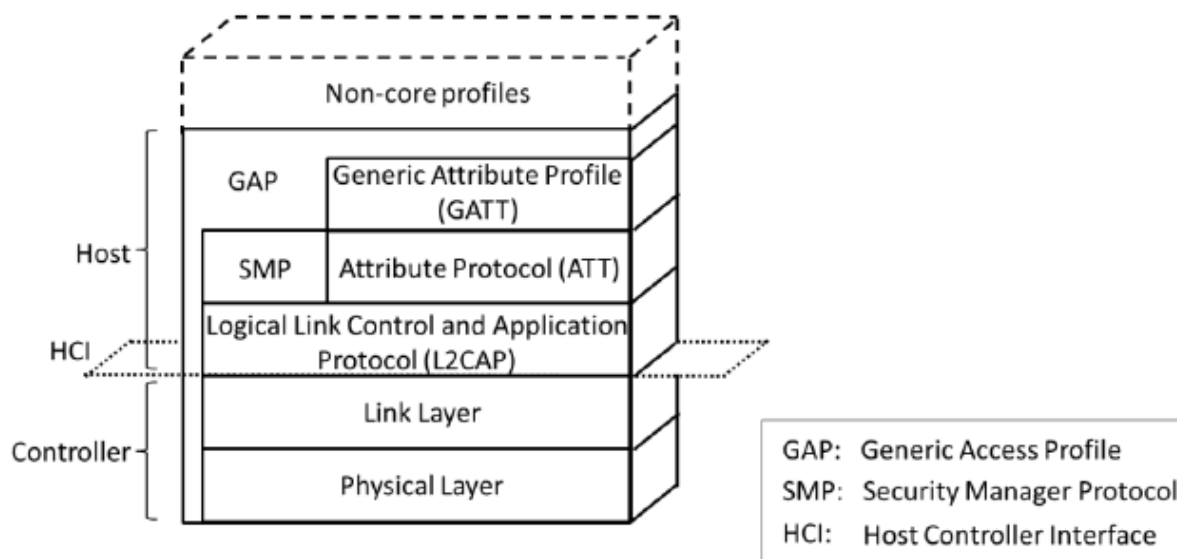 Non-core profiles
GAP
Generic Attribute Profile
(GATT)
Host
SMP
Attribute Protocol (ATT)
Logical Link Control and Application
Protocol (L2CAP)
HCI
Link Layer
Controller
Physical Layer
GAP: Generic Access Profile
SMP: Security Manager Protocol
HCI: Host Controller Interface